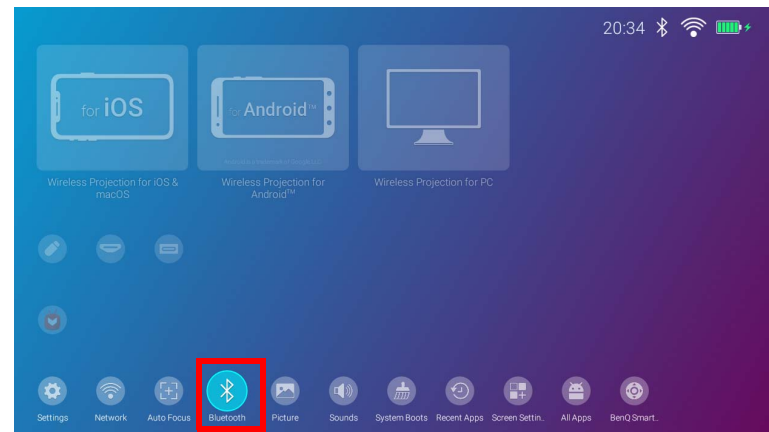 20:34
for iOS
for Android™
Wireless Projection for iOS &
macOS
Wireless Projection for
Android™
Wireless Projection for PC
Settings
Network
Auto Focus
Bluetooth
Picture
Sounds
System Boots
Recent Apps
Screen Settin..
All Apps
BenQ Smart..